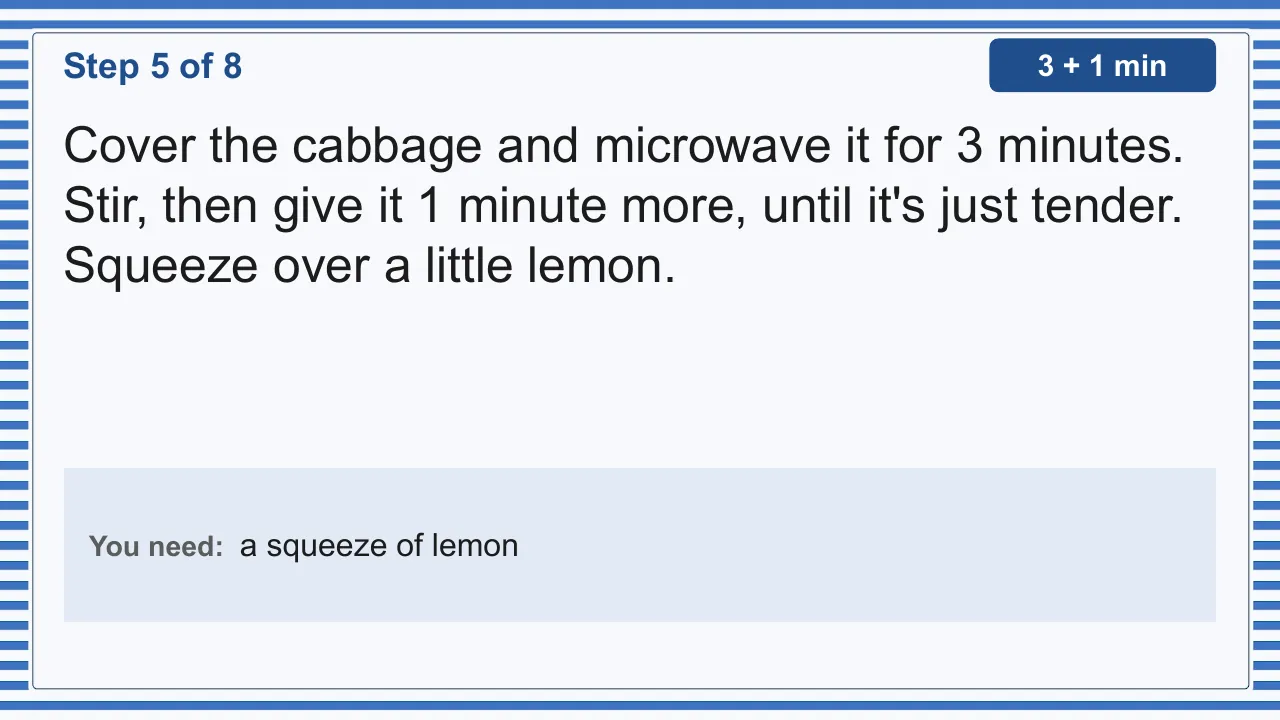 Step 5 of 8
3 + 1 min
Cover the cabbage and microwave it for 3 minutes.
Stir, then give it 1 minute more, until it's just tender.
Squeeze over a little lemon.
You need: a squeeze of lemon